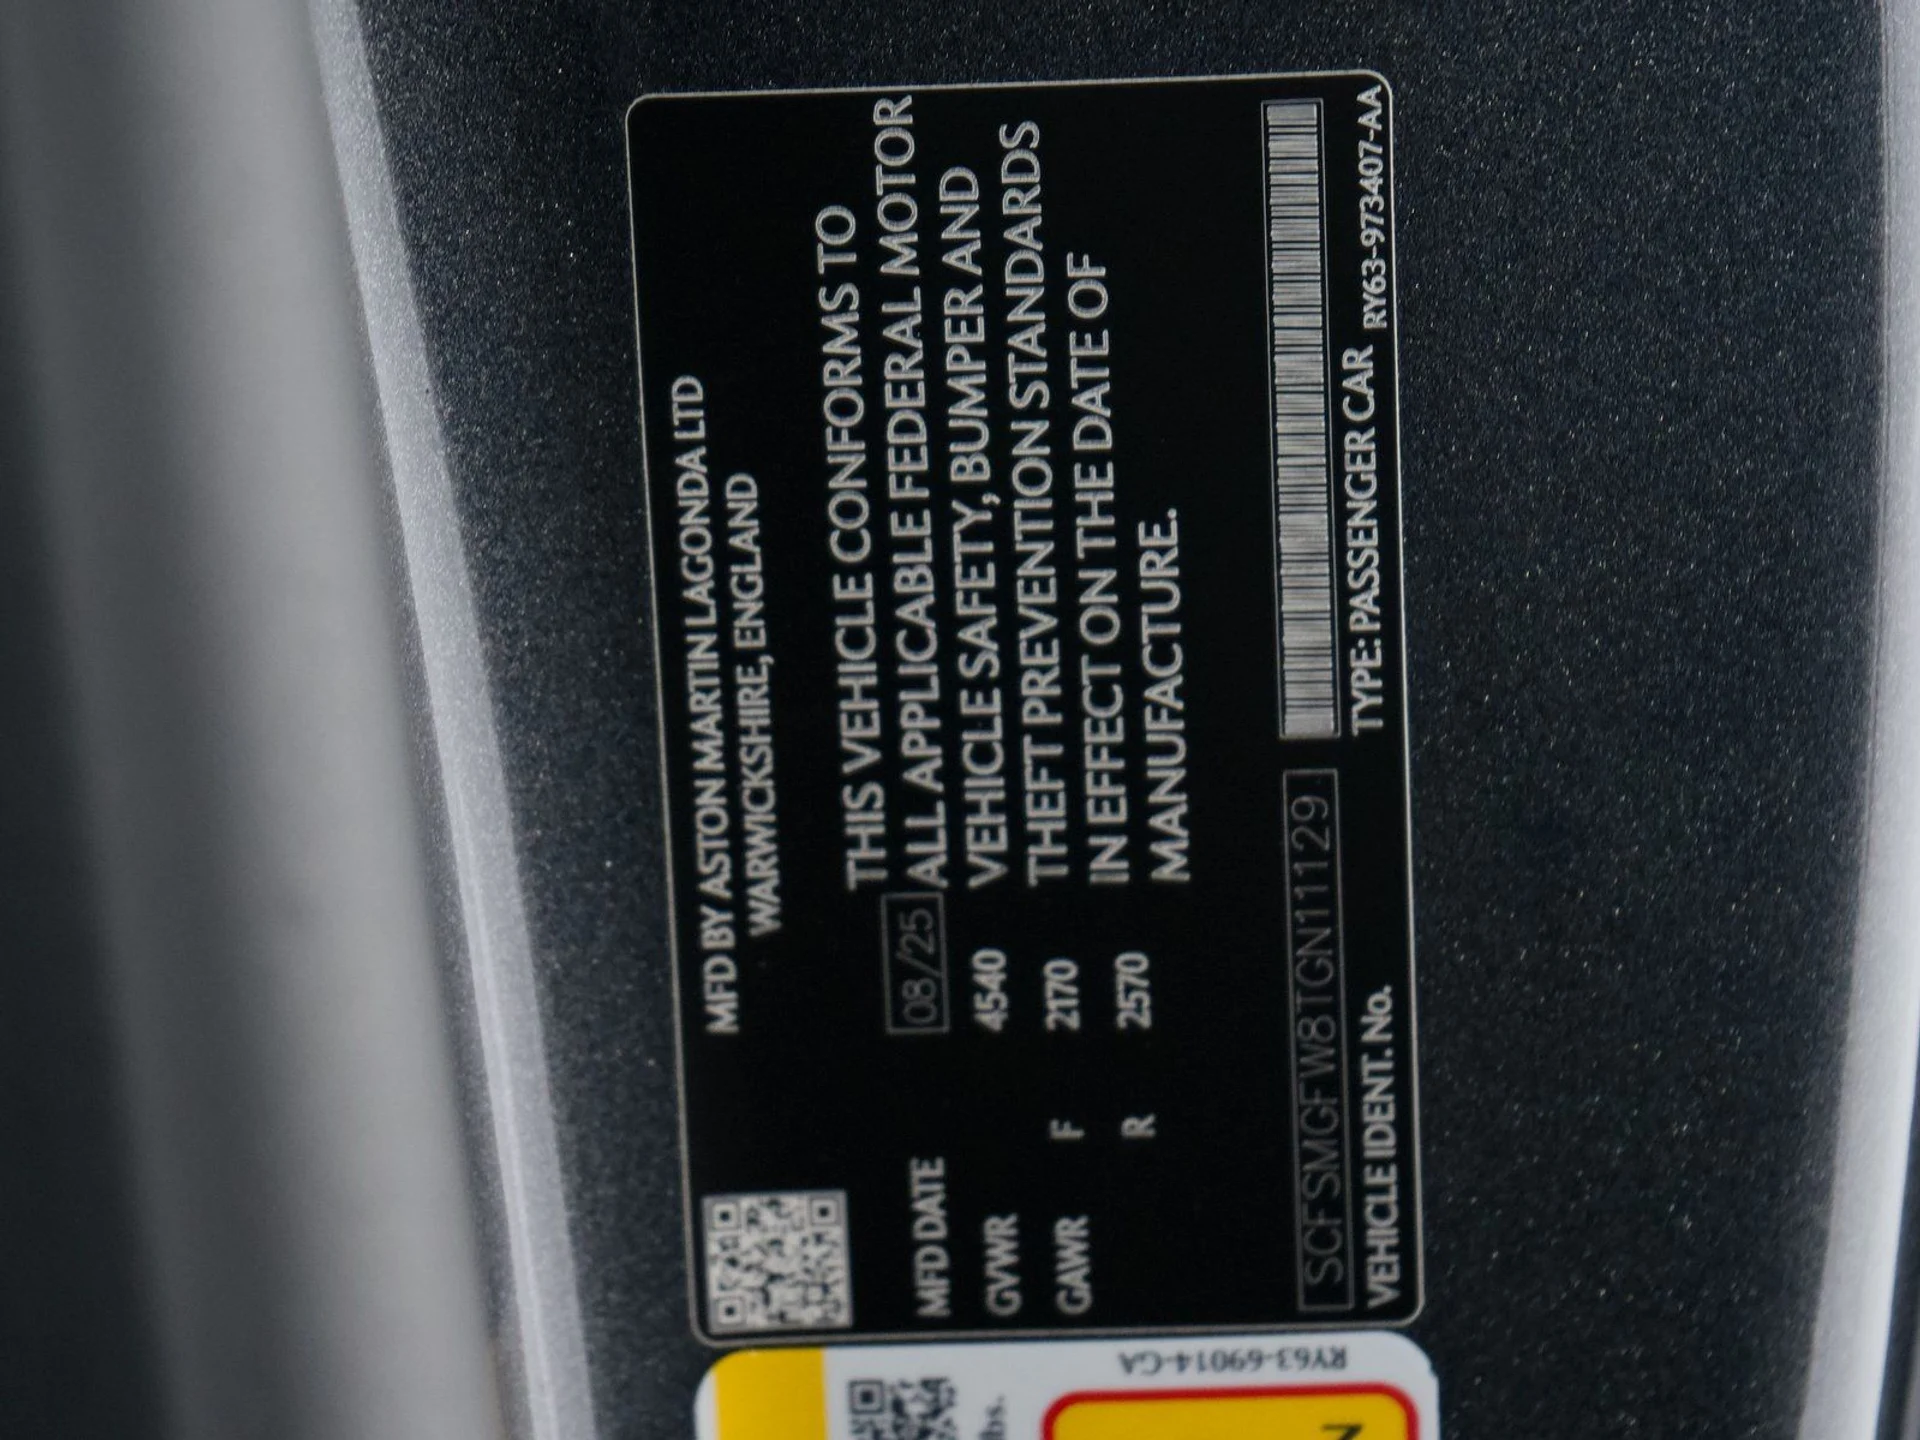 MFD BY ASTON MARTIN LAGONDA LTD
WARWICKSHIRE, ENGLAND
MFD DATE 08/25
GVWR 4540
GAWR F 2170
R 2570
THIS VEHICLE CONFORMS TO
ALL APPLICABLE FEDERAL MOTOR
VEHICLE SAFETY, BUMPER AND
THEFT PREVENTION STANDARDS
IN EFFECT ON THE DATE OF
MANUFACTURE.
SCFSMGFW8TGN11129
VEHICLE IDENT. No.
TYPE: PASSENGER CAR RY63-973407-AA
RY63-69014-GA
lbs.
N